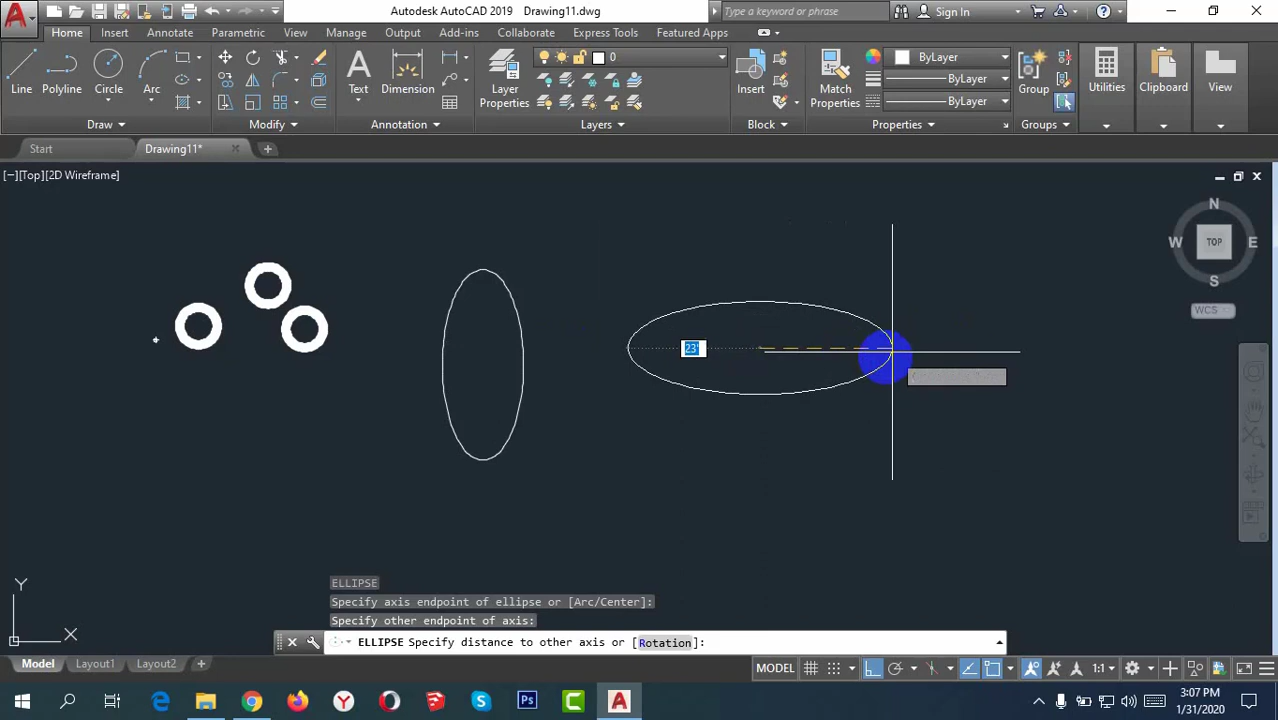 Autodesk AutoCAD 2019 Drawing11.dwg
Type a keyword or phrase
Sign In
Home Insert Annotate Parametric View Manage Output Add-ins Collaborate Express Tools Featured Apps
0
ByLayer
ByLayer
ByLayer
Line Polyline Circle Arc
Text Dimension
Layer Properties
Insert
Match Properties
Group
Utilities
Clipboard
View
Draw Modify Annotation Layers Block Properties Groups
Start
Drawing11*
[−][Top][2D Wireframe]
N
W TOP E
S
WCS
23'
Y
X
ELLIPSE
Specify axis endpoint of ellipse or [Arc/Center]:
Specify other endpoint of axis:
ELLIPSE Specify distance to other axis or [Rotation]:
Model Layout1 Layout2
MODEL
1:1
3:07 PM
1/31/2020